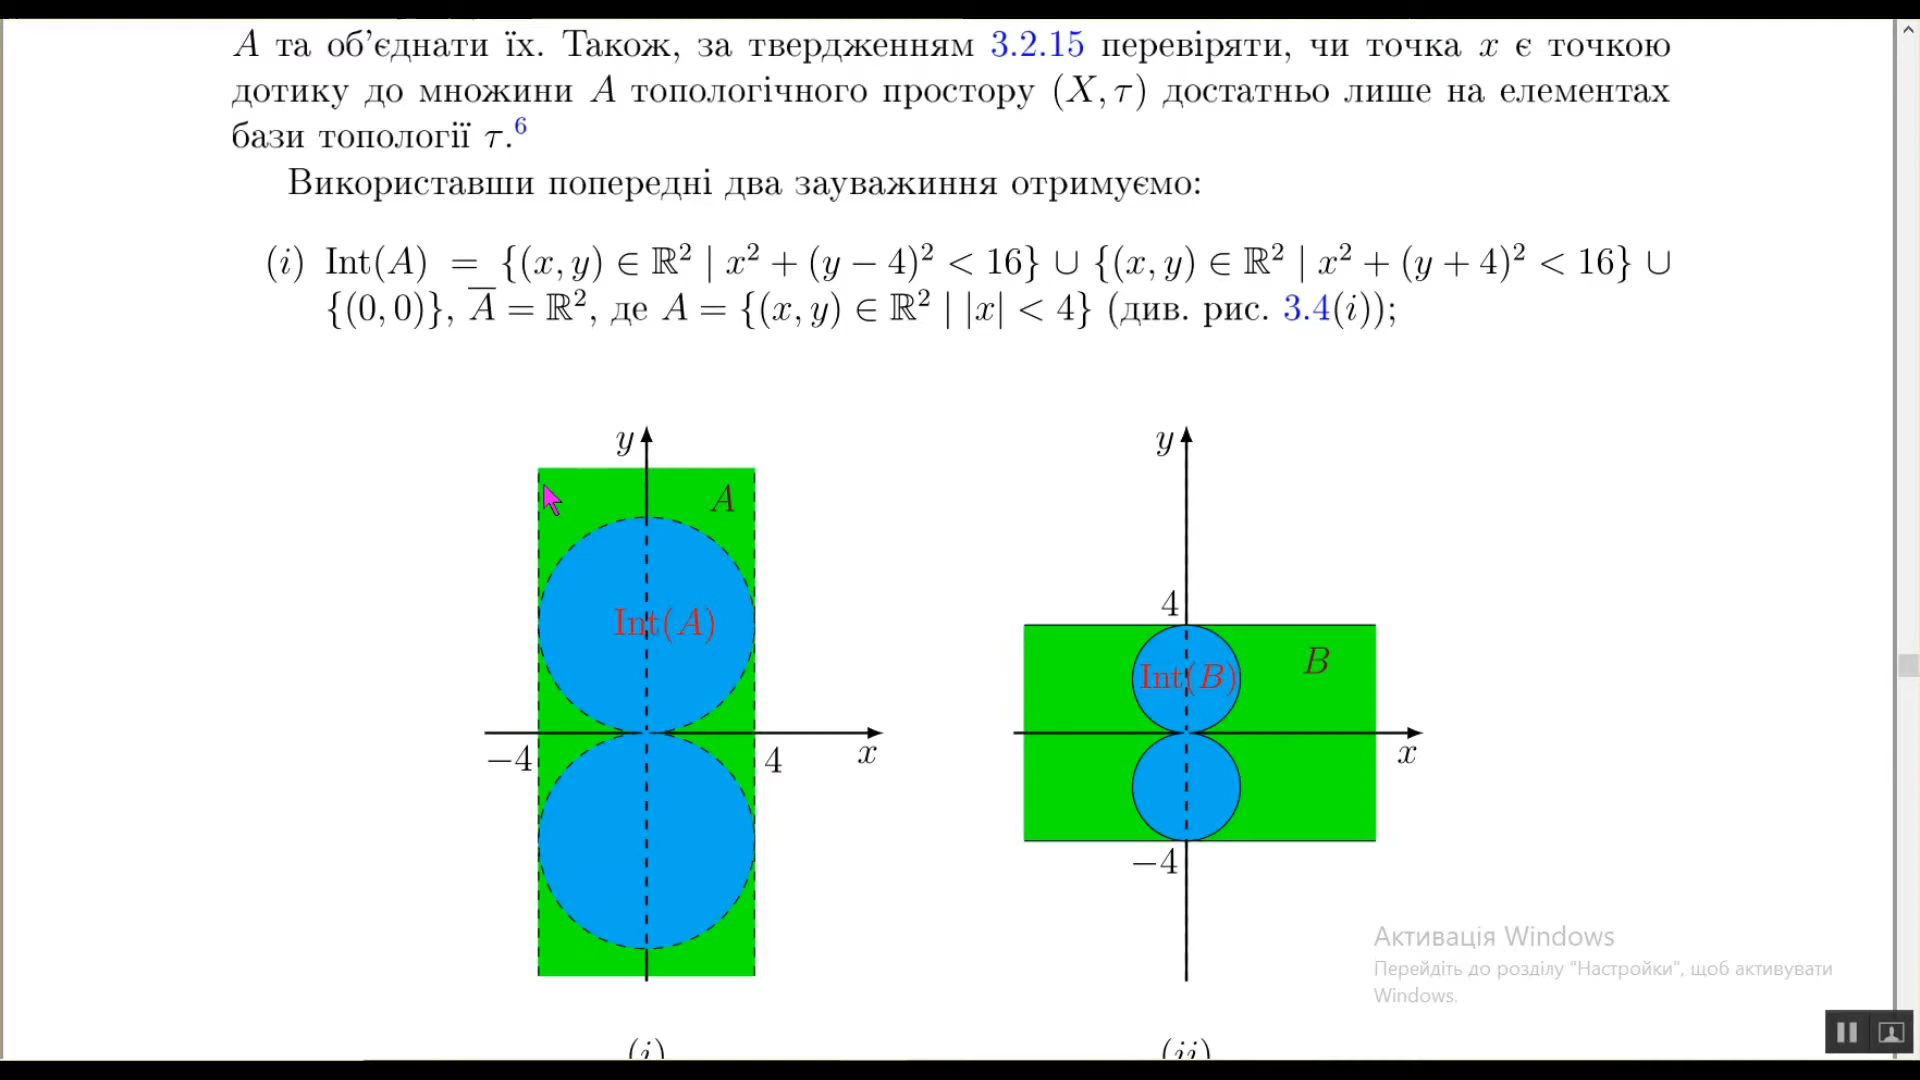 A та об'єднати їх. Також, за твердженням 3.2.15 перевіряти, чи точка x є точкою
дотику до множини A топологічного простору (X, τ) достатньо лише на елементах
бази топології τ.⁶
Використавши попередні два зауважиння отримуємо:
(i) Int(A) = {(x, y) ∈ ℝ² | x² + (y − 4)² < 16} ∪ {(x, y) ∈ ℝ² | x² + (y + 4)² < 16} ∪
{(0, 0)}, A̅ = ℝ², де A = {(x, y) ∈ ℝ² | |x| < 4} (див. рис. 3.4(i));
y
A
Int(A)
−4
4
x
(i)
y
4
B
Int(B)
x
−4
(ii)
Активація Windows
Перейдіть до розділу "Настройки", щоб активувати
Windows.